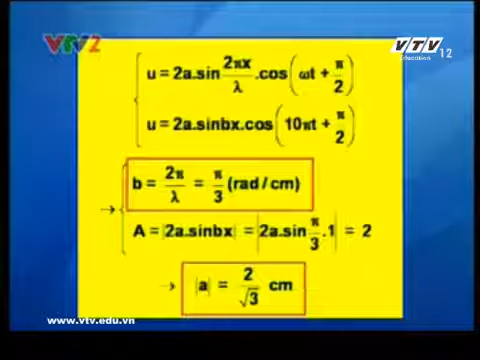 VTV2
VTV 12
Education
u = 2a.sin 2πx/λ .cos(ωt + π/2)
u = 2a.sinbx.cos(10πt + π/2)
b = 2π/λ = π/3 (rad/cm)
→
A = |2a.sinbx| = |2a.sin π/3 .1| = 2
→ |a| = 2/√3 cm
www.vtv.edu.vn